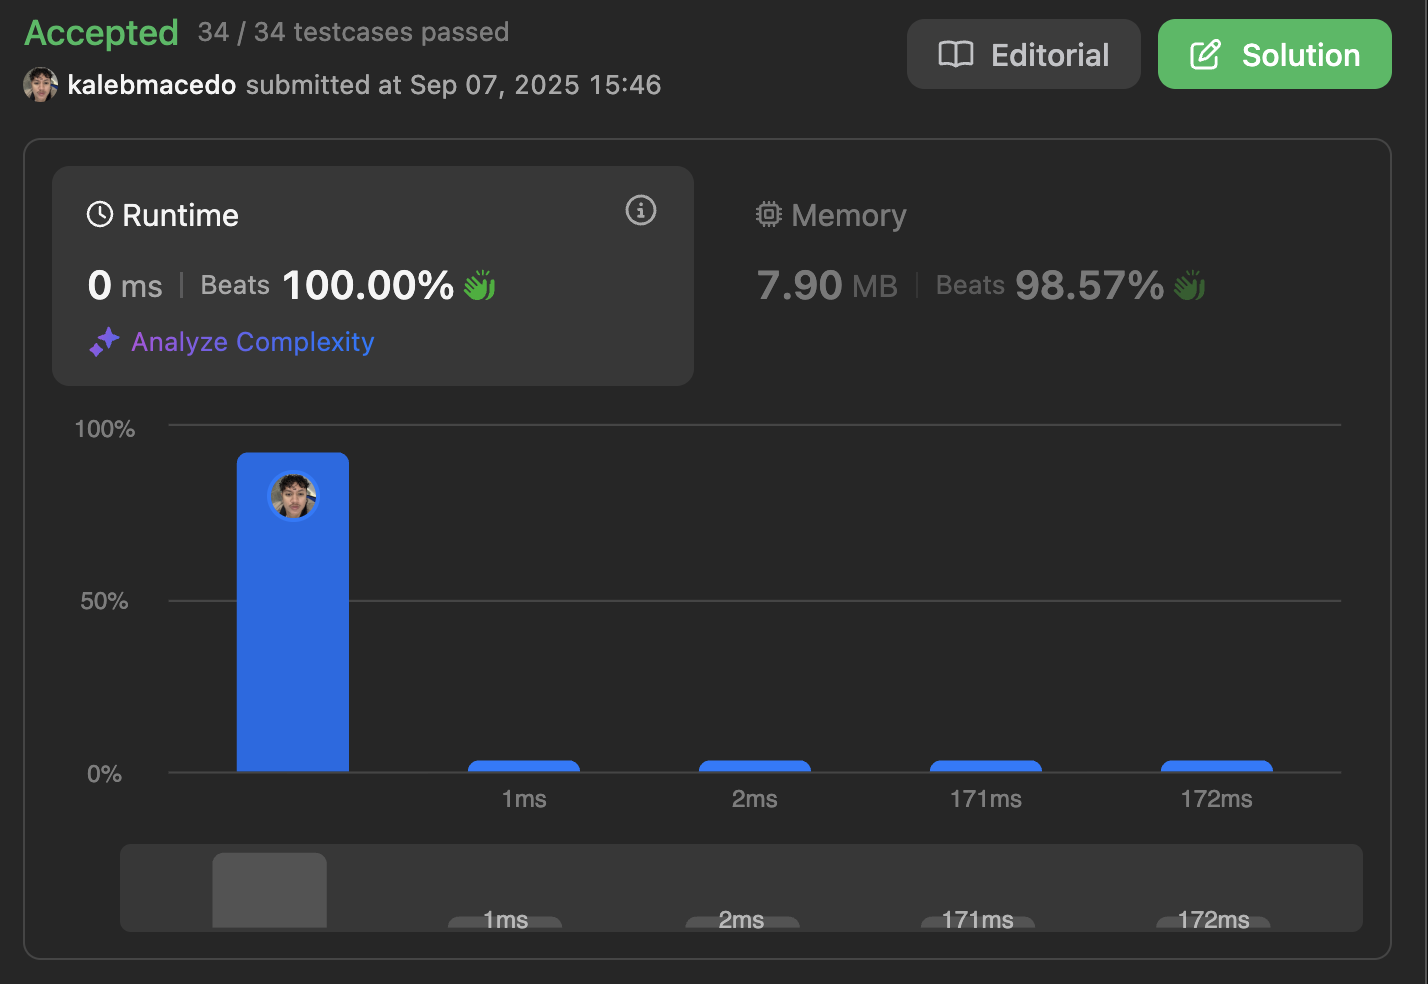 Accepted 34 / 34 testcases passed
kalebmacedo submitted at Sep 07, 2025 15:46
Editorial
Solution
Runtime
0 ms | Beats 100.00%
Analyze Complexity
Memory
7.90 MB | Beats 98.57%
100%
50%
0%
1ms 2ms 171ms 172ms
1ms 2ms 171ms 172ms